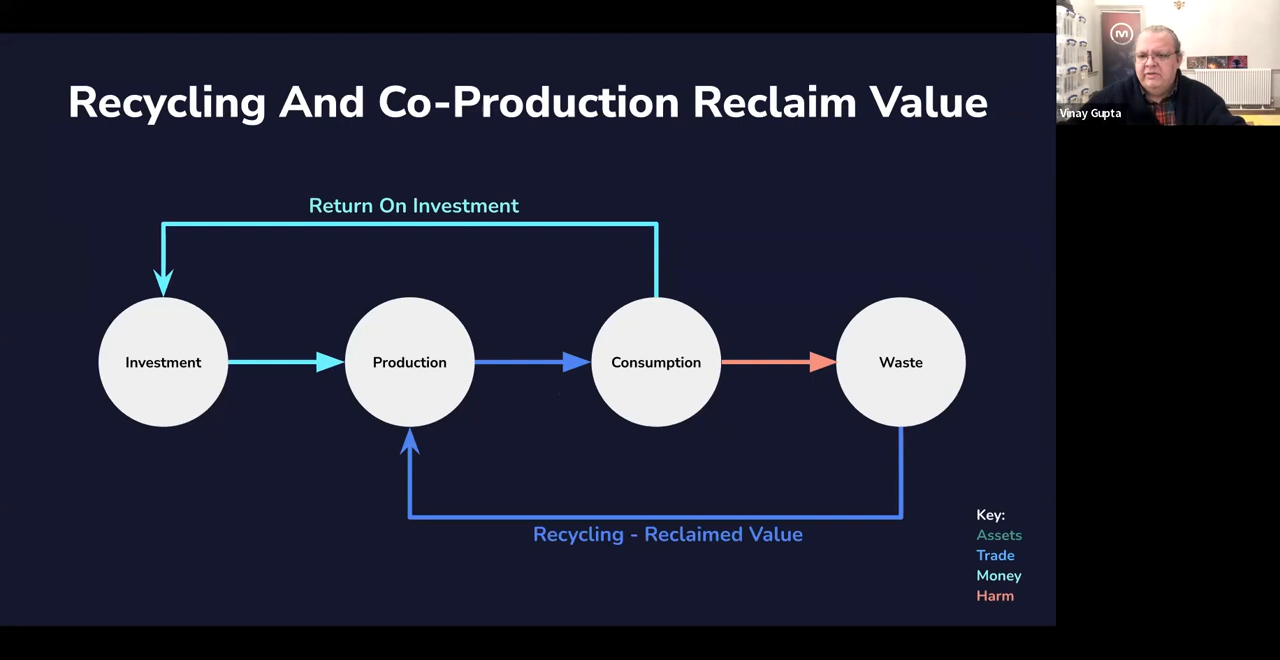 Recycling And Co-Production Reclaim Value
Return On Investment
Investment
Production
Consumption
Waste
Recycling - Reclaimed Value
Key:
Assets
Trade
Money
Harm
M
Vinay Gupta